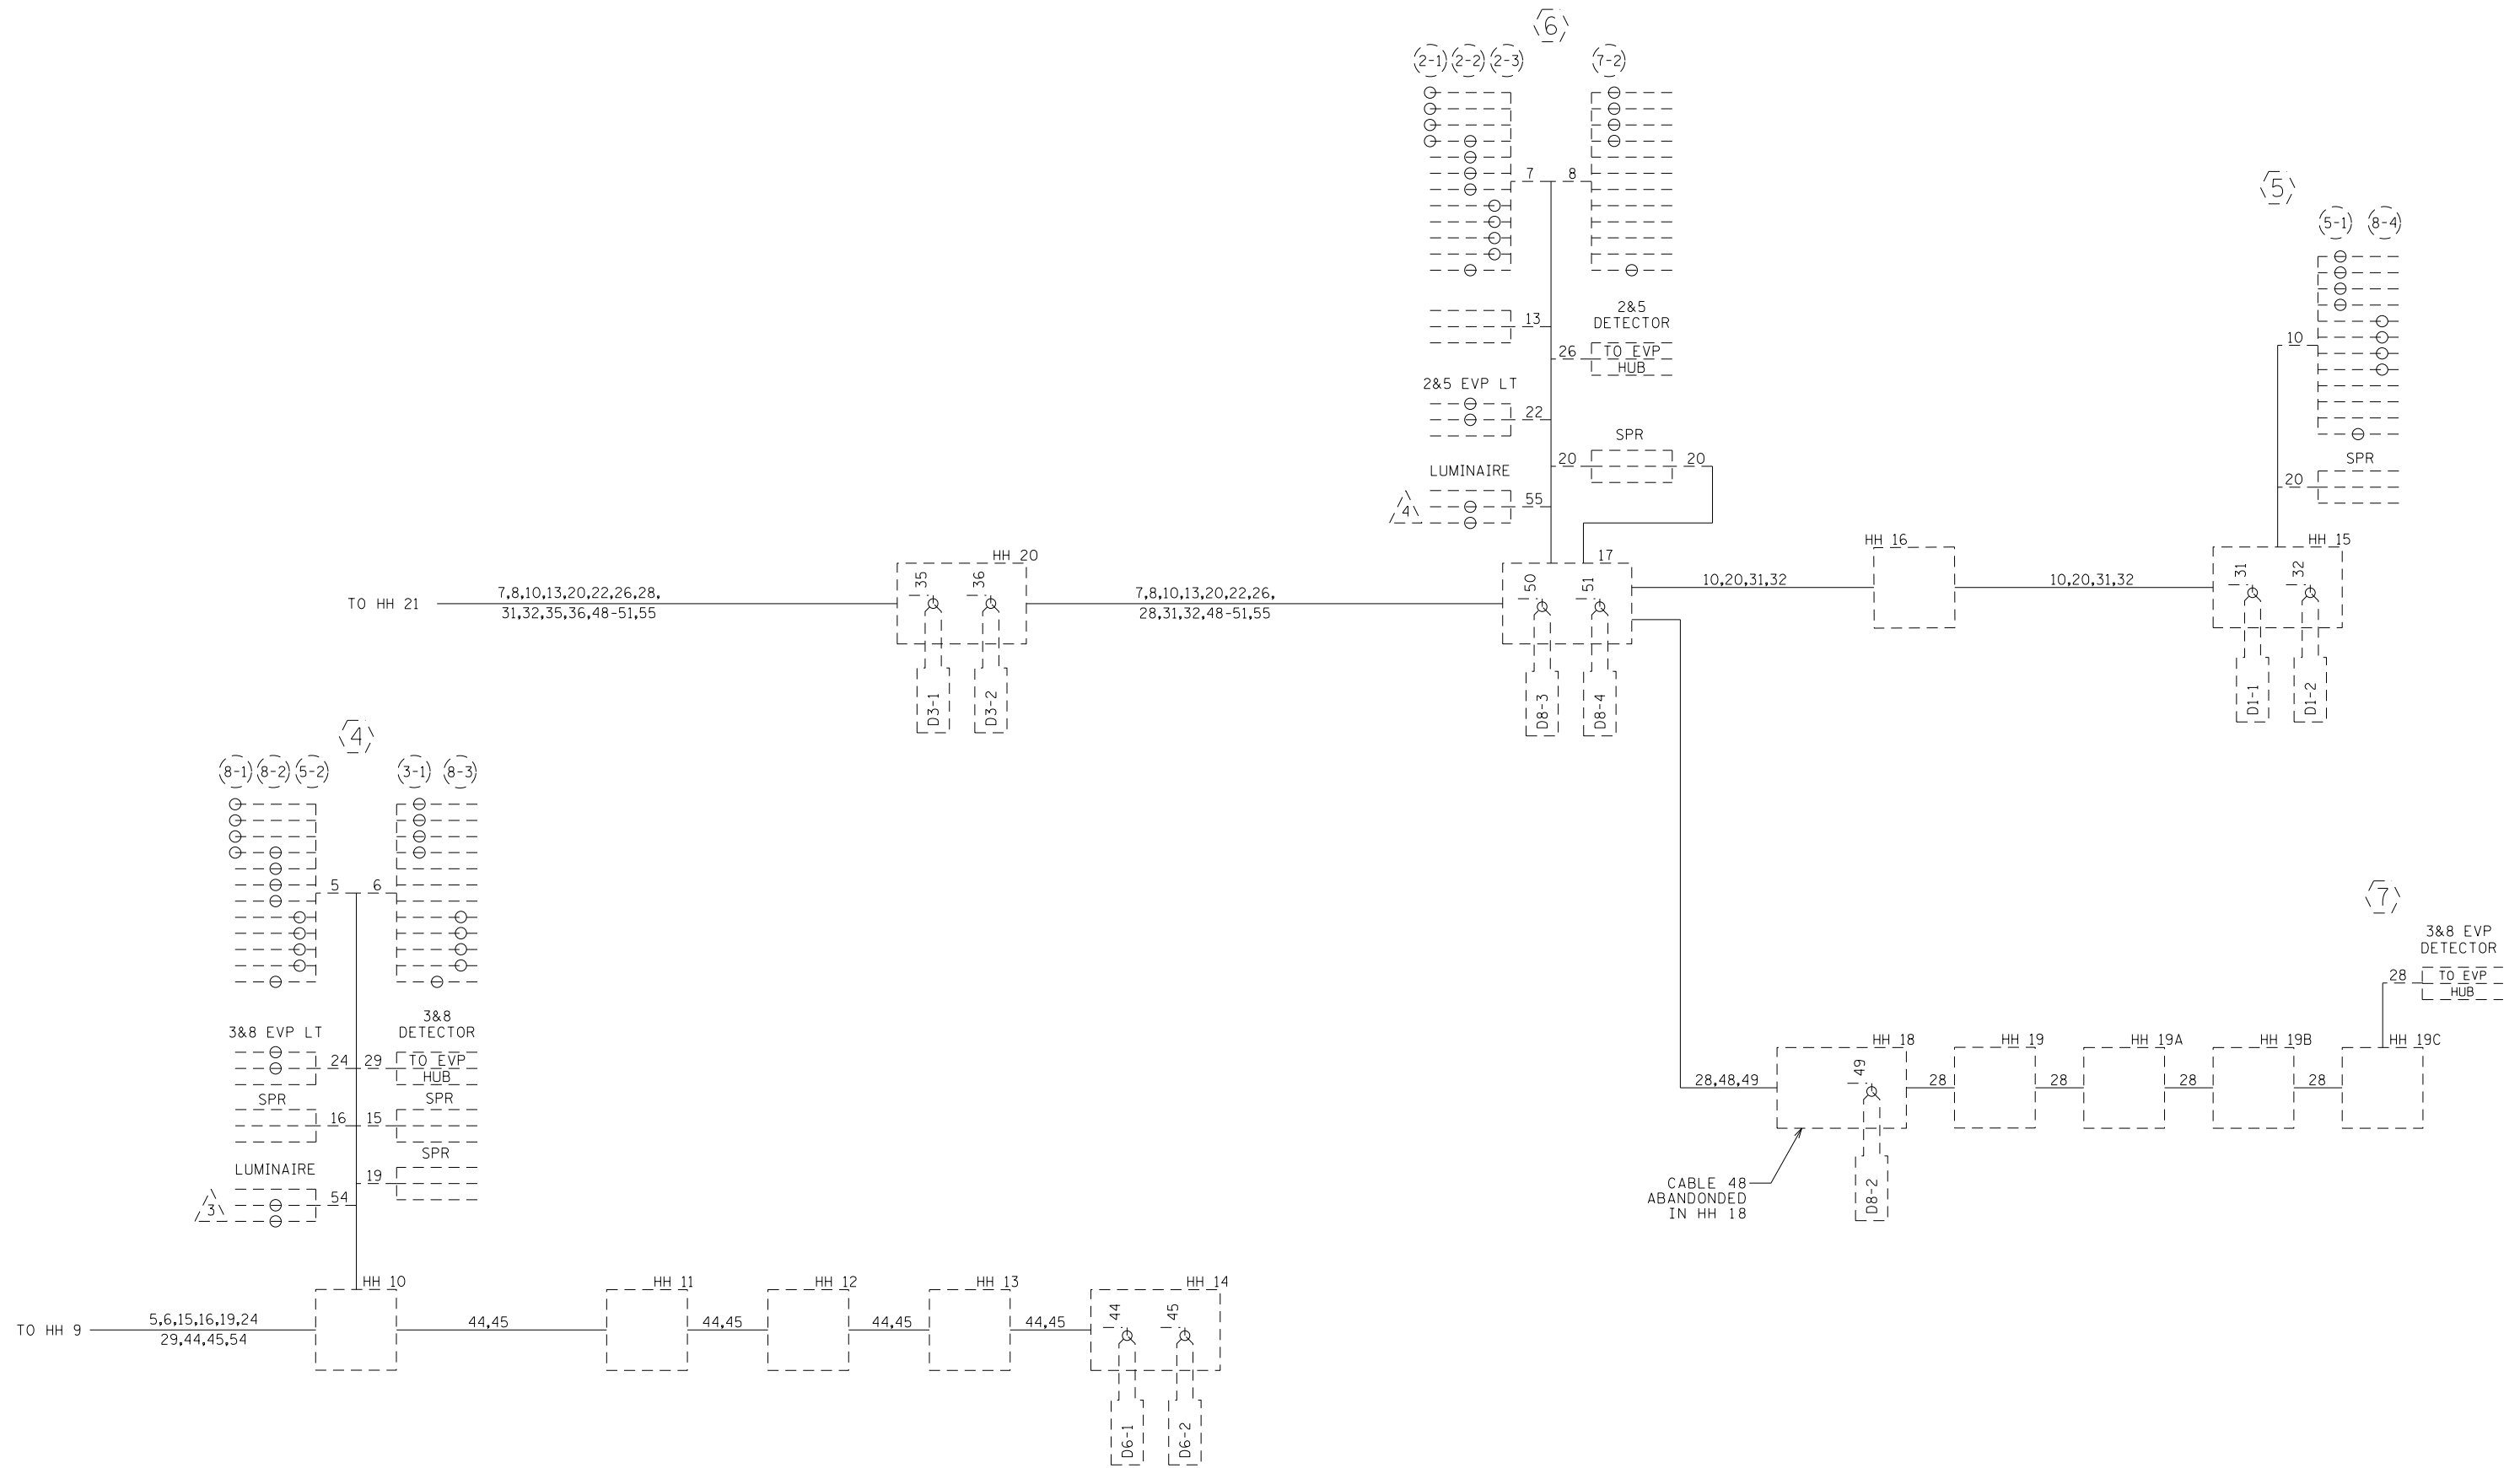 6
2-1 2-2 2-3 7-2
7 8
13
2&5
DETECTOR
26 TO EVP
HUB
2&5 EVP LT
22
SPR
20 20
LUMINAIRE
55
4
5
5-1 8-4
10
SPR
20
TO HH 21
7,8,10,13,20,22,26,28,
31,32,35,36,48-51,55
HH 20
35 36
D3-1 D3-2
7,8,10,13,20,22,26,
28,31,32,48-51,55
17
50 51
D8-3 D8-4
10,20,31,32
HH 16
10,20,31,32
HH 15
31 32
D1-1 D1-2
4
8-1 8-2 5-2 3-1 8-3
5 6
3&8 EVP LT
24
3&8
DETECTOR
29 TO EVP
HUB
SPR
16
SPR
15
SPR
19
LUMINAIRE
54
3
7
3&8 EVP
DETECTOR
28 TO EVP
HUB
28,48,49
HH 18
49
D8-2
28
HH 19
28
HH 19A
28
HH 19B
28
HH 19C
CABLE 48
ABANDONDED
IN HH 18
TO HH 9
5,6,15,16,19,24
29,44,45,54
HH 10
44,45
HH 11
44,45
HH 12
44,45
HH 13
44,45
HH 14
44 45
D6-1 D6-2